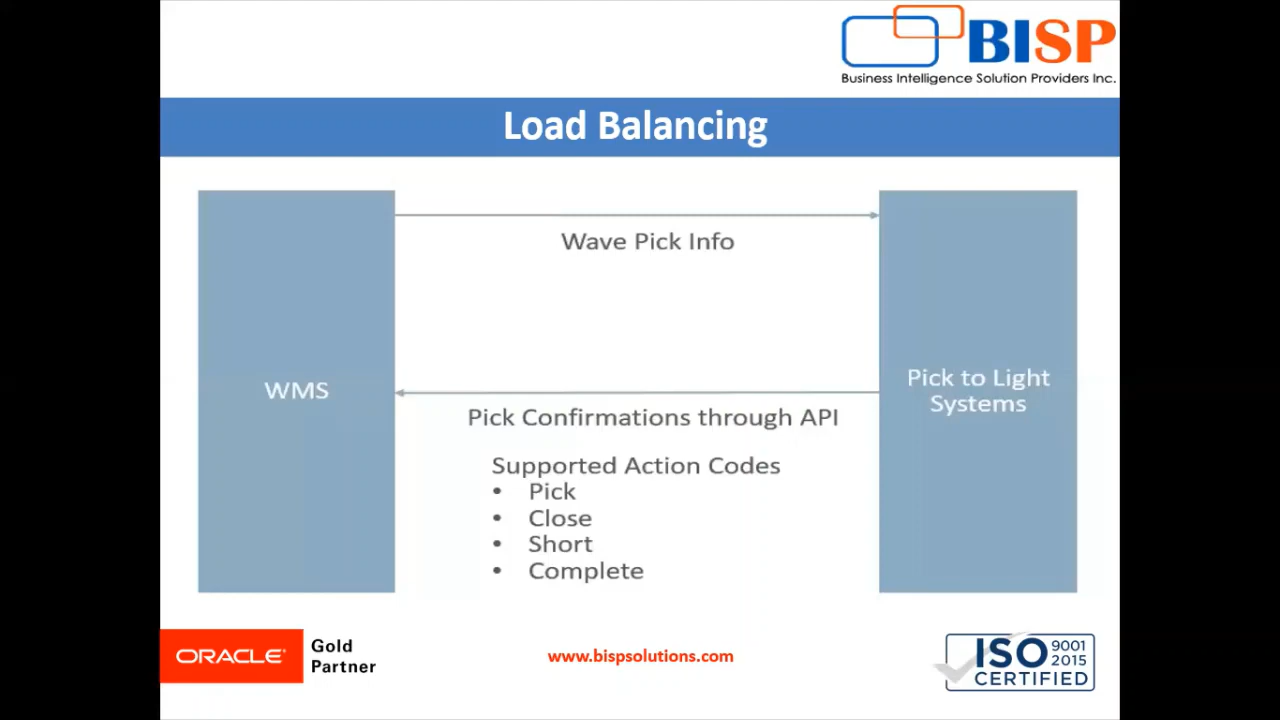 BISP
Business Intelligence Solution Providers Inc.
Load Balancing
Wave Pick Info
WMS
Pick to Light
Systems
Pick Confirmations through API
Supported Action Codes
• Pick
• Close
• Short
• Complete
ORACLE®
Gold
Partner
www.bispsolutions.com
ISO 9001
2015
CERTIFIED